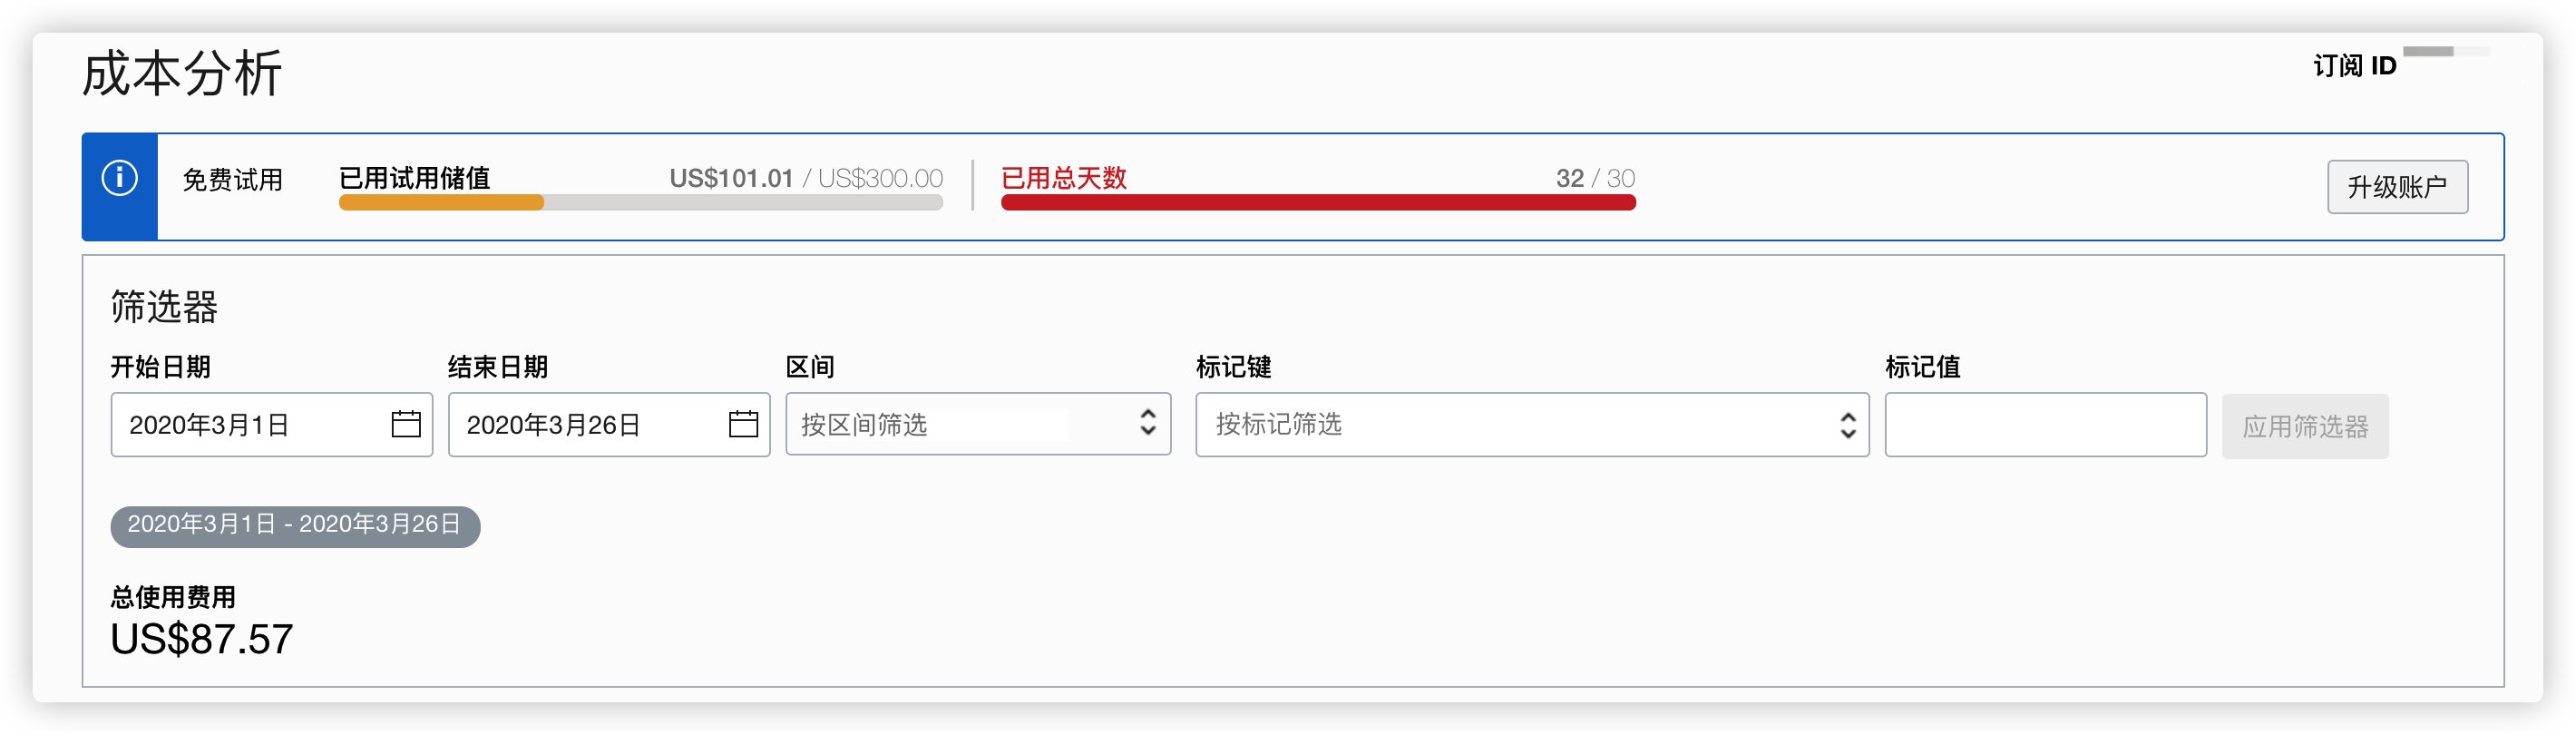 成本分析
订阅 ID
免费试用
已用试用储值 US$101.01 / US$300.00
已用总天数 32 / 30
升级账户
筛选器
开始日期 结束日期 区间 标记键 标记值
2020年3月1日 2020年3月26日 按区间筛选 按标记筛选 应用筛选器
2020年3月1日 - 2020年3月26日
总使用费用
US$87.57